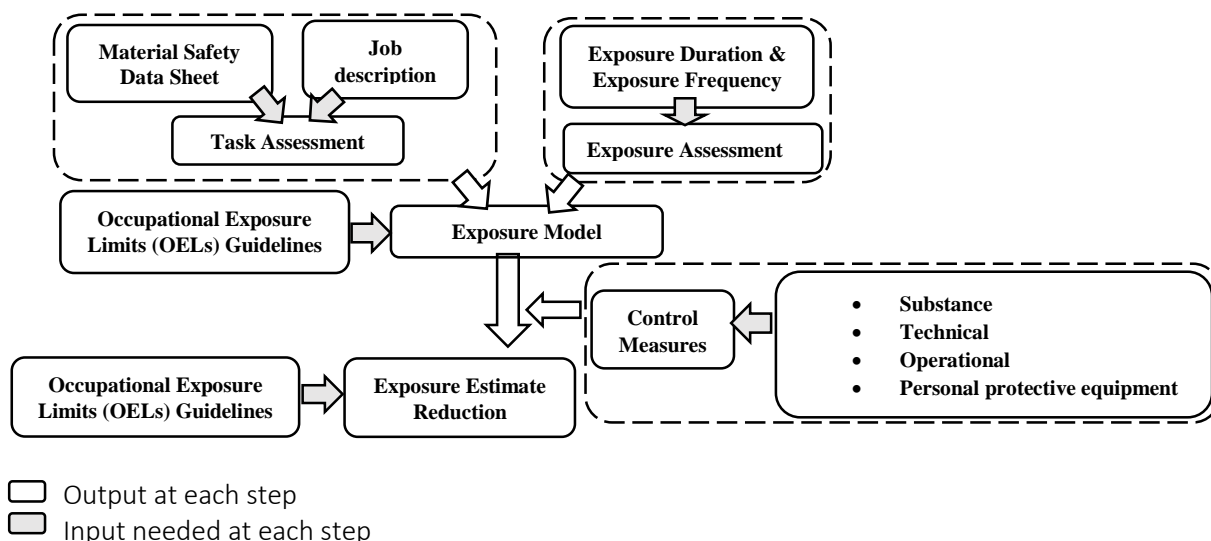 Material Safety
Data Sheet
Job
description
Task Assessment
Exposure Duration &
Exposure Frequency
Exposure Assessment
Occupational Exposure
Limits (OELs) Guidelines
Exposure Model
Control
Measures
• Substance
• Technical
• Operational
• Personal protective equipment
Occupational Exposure
Limits (OELs) Guidelines
Exposure Estimate
Reduction
Output at each step
Input needed at each step